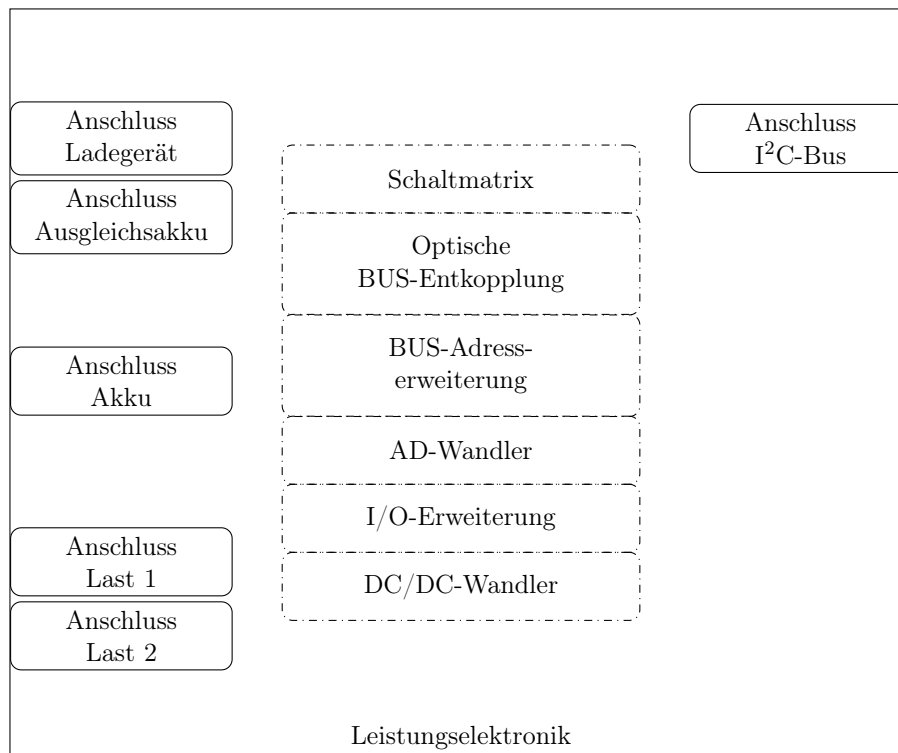 Anschluss
Ladegerät
Anschluss
Ausgleichsakku
Anschluss
Akku
Anschluss
Last 1
Anschluss
Last 2
Schaltmatrix
Optische
BUS-Entkopplung
BUS-Adress-
erweiterung
AD-Wandler
I/O-Erweiterung
DC/DC-Wandler
Anschluss
I²C-Bus
Leistungselektronik